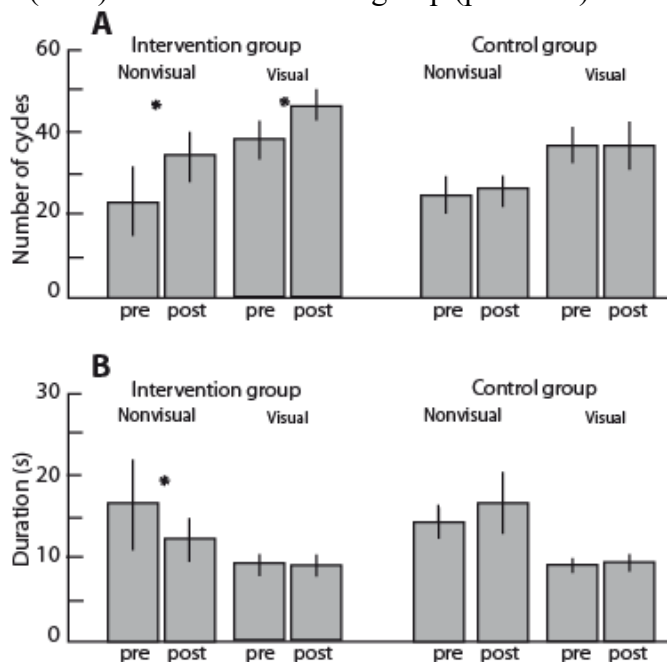 A
Intervention group Control group
Nonvisual Visual Nonvisual Visual
60
40
20
0
Number of cycles
* *
pre post pre post pre post pre post
B
Intervention group Control group
Nonvisual Visual Nonvisual Visual
30
20
10
0
Duration (s)
*
pre post pre post pre post pre post